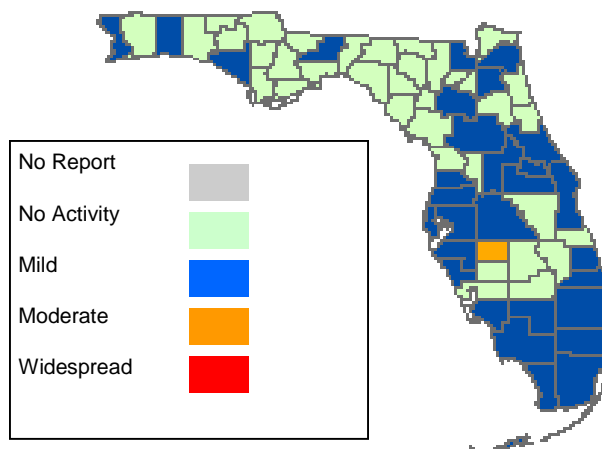 No Report
No Activity
Mild
Moderate
Widespread